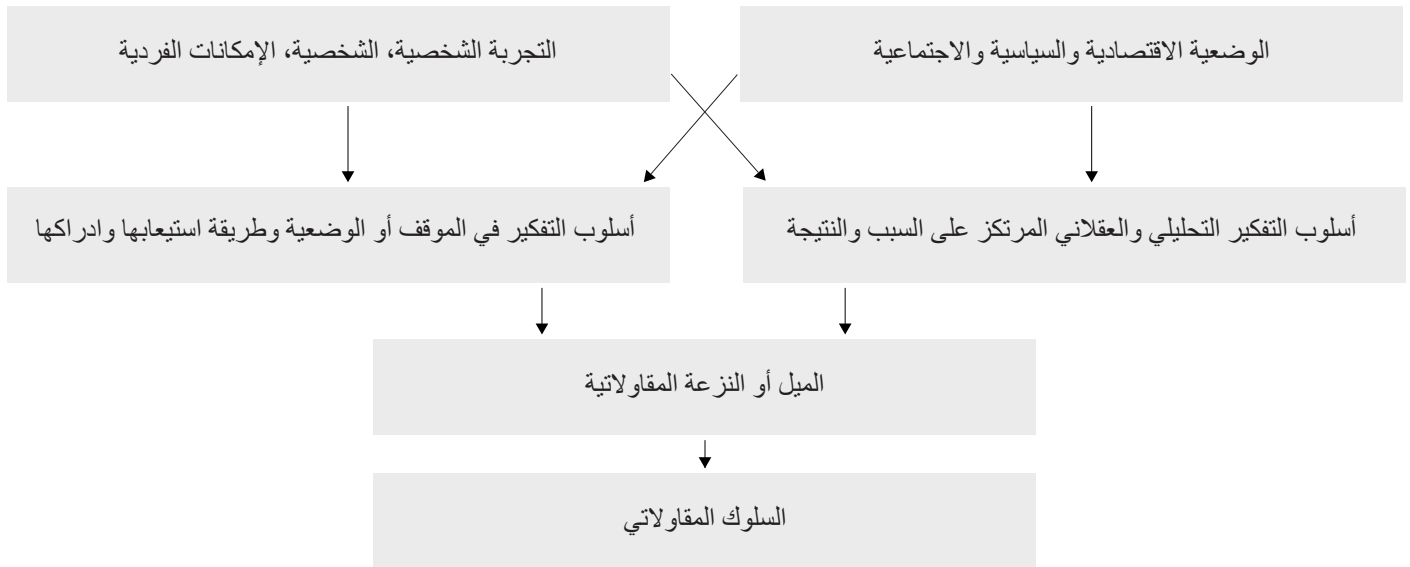 الوضعية الاقتصادية والسياسية والاجتماعية
التجربة الشخصية، الشخصية، الإمكانات الفردية
أسلوب التفكير التحليلي والعقلاني المرتكز على السبب والنتيجة
أسلوب التفكير في الموقف أو الوضعية وطريقة استيعابها وادراكها
الميل أو النزعة المقاولاتية
السلوك المقاولاتي